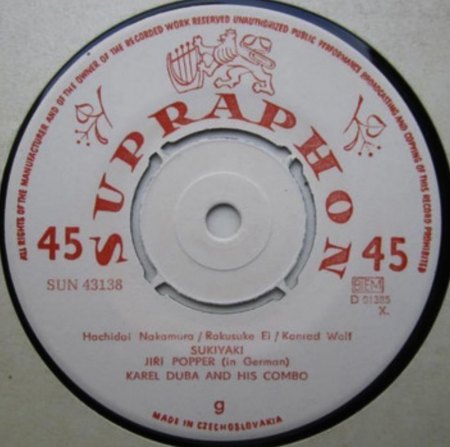 ALL RIGHTS OF THE MANUFACTURER AND OF THE OWNER OF THE RECORDED WORK RESERVED UNAUTHORIZED PUBLIC PERFORMANCE BROADCASTING AND COPYING OF THIS RECORD PROHIBITED
SUPRAPHON
45 45
SUN 43138 BIEM
D 01385
X.
Hachidai Nakamura / Rokusuke Ei / Konrad Wolf
SUKIYAKI
JIRI POPPER (in German)
KAREL DUBA AND HIS COMBO
g
MADE IN CZECHOSLOVAKIA